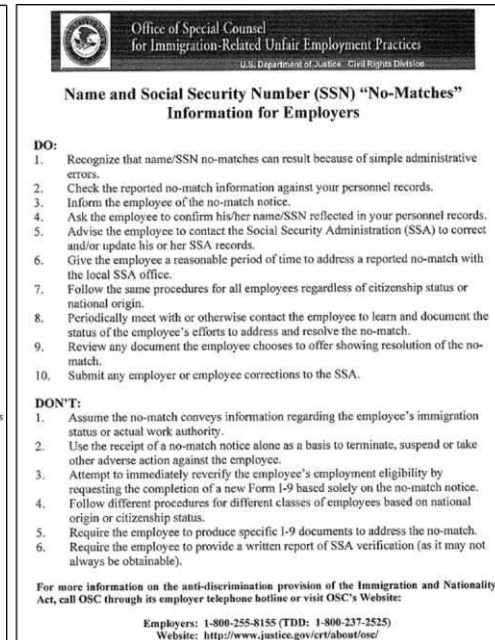 Office of Special Counsel
for Immigration-Related Unfair Employment Practices
U.S. Department of Justice Civil Rights Division
Name and Social Security Number (SSN) “No-Matches”
Information for Employers
DO:
1. Recognize that name/SSN no-matches can result because of simple administrative
errors.
2. Check the reported no-match information against your personnel records.
3. Inform the employee of the no-match notice.
4. Ask the employee to confirm his/her name/SSN reflected in your personnel records.
5. Advise the employee to contact the Social Security Administration (SSA) to correct
and/or update his or her SSA records.
6. Give the employee a reasonable period of time to address a reported no-match with
the local SSA office.
7. Follow the same procedures for all employees regardless of citizenship status or
national origin.
8. Periodically meet with or otherwise contact the employee to learn and document the
status of the employee’s efforts to address and resolve the no-match.
9. Review any document the employee chooses to offer showing resolution of the no-
match.
10. Submit any employer or employee corrections to the SSA.
DON’T:
1. Assume the no-match conveys information regarding the employee’s immigration
status or actual work authority.
2. Use the receipt of a no-match notice alone as a basis to terminate, suspend or take
other adverse action against the employee.
3. Attempt to immediately reverify the employee’s employment eligibility by
requesting the completion of a new Form I-9 based solely on the no-match notice.
4. Follow different procedures for different classes of employees based on national
origin or citizenship status.
5. Require the employee to produce specific I-9 documents to address the no-match.
6. Require the employee to provide a written report of SSA verification (as it may not
always be obtainable).
For more information on the anti-discrimination provision of the Immigration and Nationality
Act, call OSC through its employer telephone hotline or visit OSC’s Website:
Employers: 1-800-255-8155 (TDD: 1-800-237-2525)
Website: http://www.justice.gov/crt/about/osc/